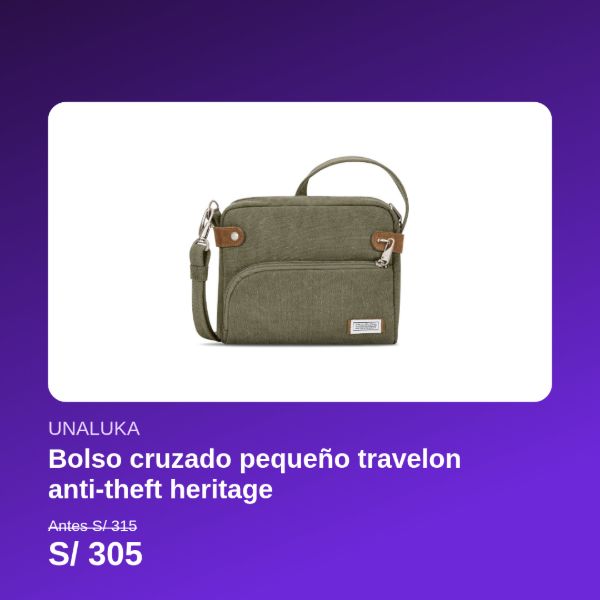 UNALUKA
Bolso cruzado pequeño travelon
anti-theft heritage
Antes S/ 315
S/ 305